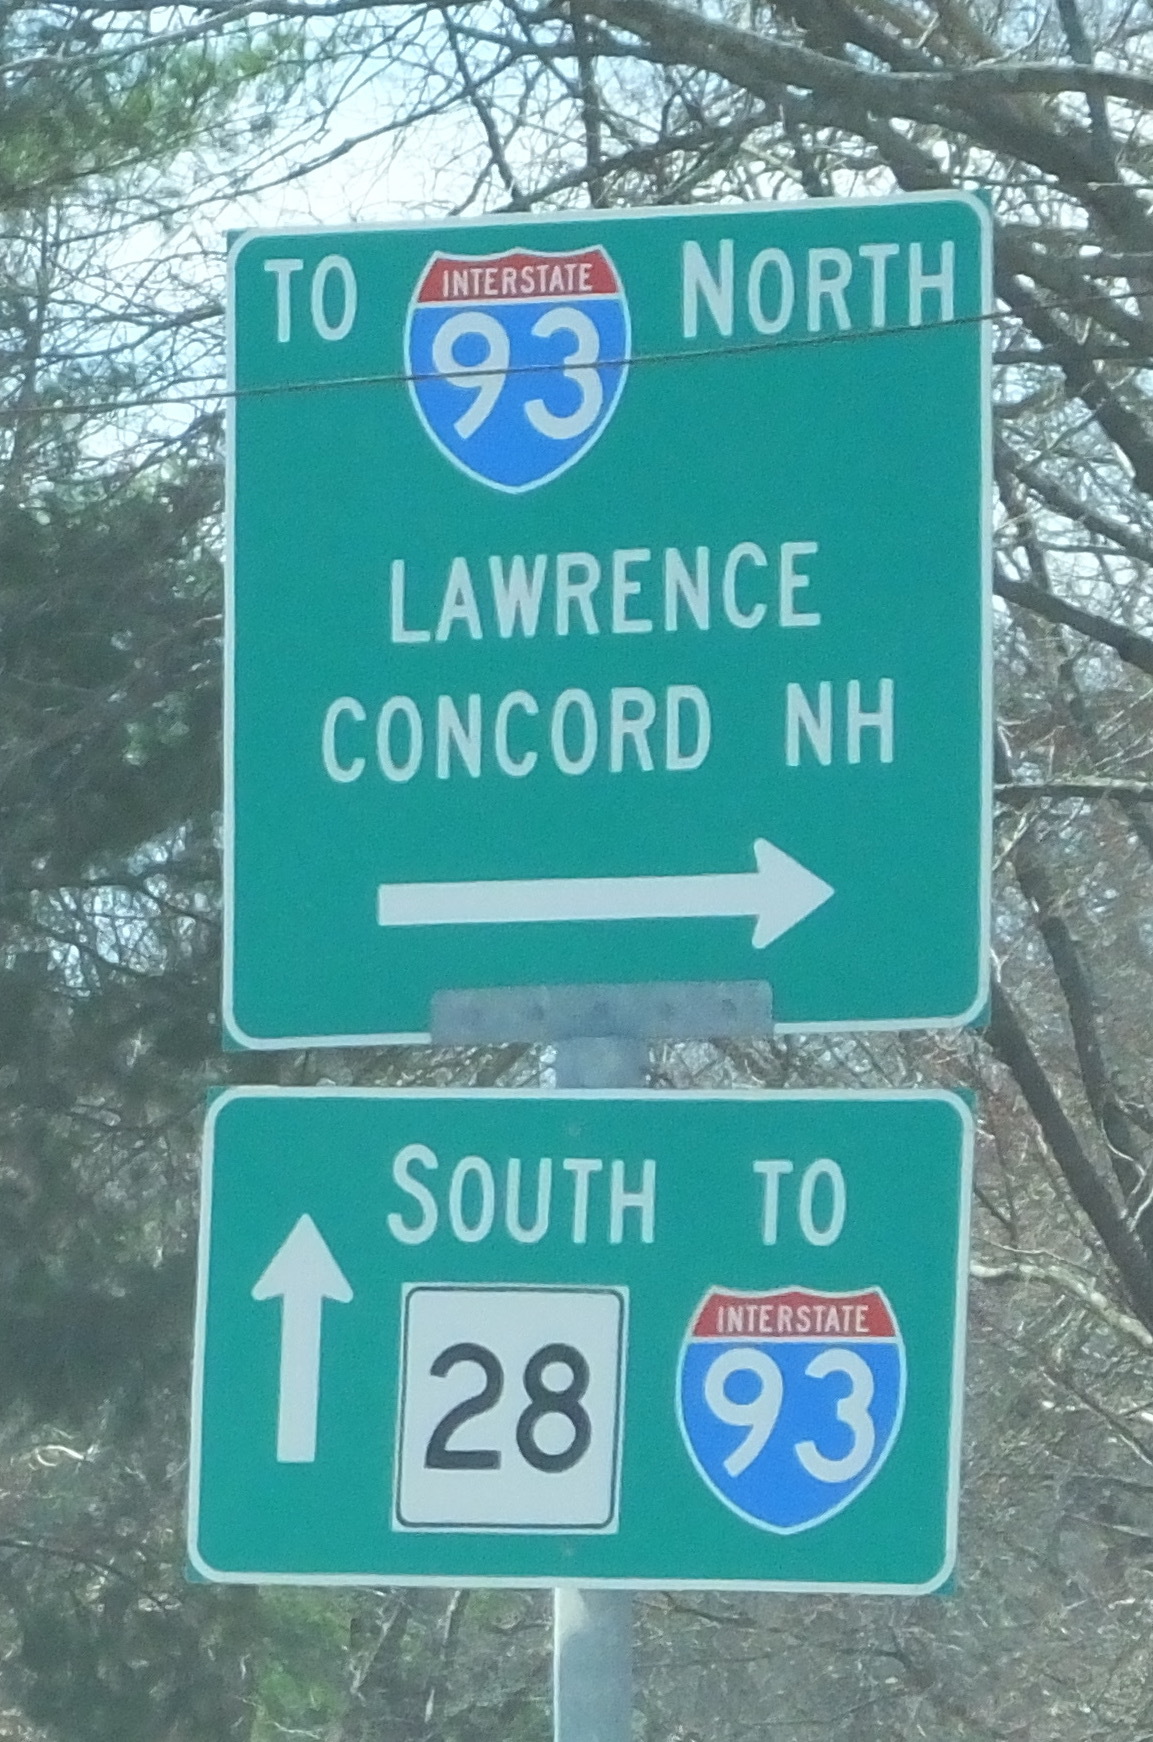 TO INTERSTATE 93 NORTH
LAWRENCE
CONCORD NH
SOUTH TO
28 INTERSTATE 93